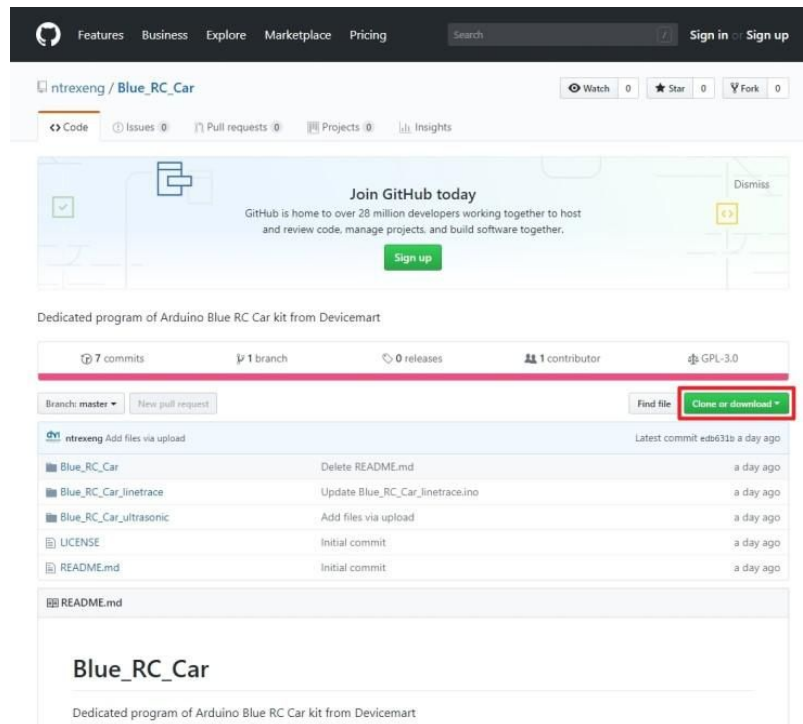 Features Business Explore Marketplace Pricing Search / Sign in or Sign up
ntrexeng / Blue_RC_Car Watch 0 Star 0 Fork 0
<> Code Issues 0 Pull requests 0 Projects 0 Insights
Join GitHub today
Dismiss
GitHub is home to over 28 million developers working together to host
and review code, manage projects, and build software together.
Sign up
Dedicated program of Arduino Blue RC Car kit from Devicemart
7 commits 1 branch 0 releases 1 contributor GPL-3.0
Branch: master New pull request Find file Clone or download
ntrexeng Add files via upload Latest commit edb631b a day ago
Blue_RC_Car Delete README.md a day ago
Blue_RC_Car_linetrace Update Blue_RC_Car_linetrace.ino a day ago
Blue_RC_Car_ultrasonic Add files via upload a day ago
LICENSE Initial commit a day ago
README.md Initial commit a day ago
README.md
Blue_RC_Car
Dedicated program of Arduino Blue RC Car kit from Devicemart